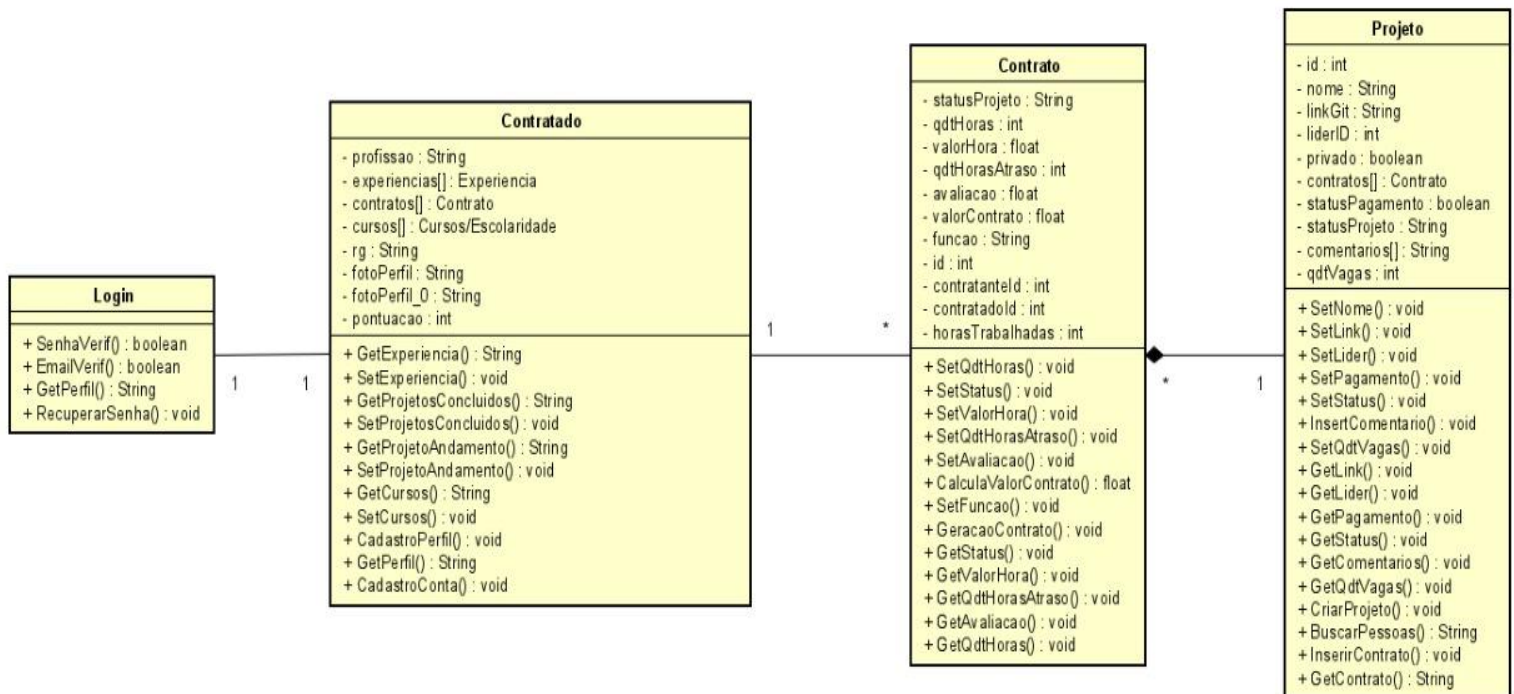 Login
+ SenhaVerif() : boolean
+ EmailVerif() : boolean
+ GetPerfil() : String
+ RecuperarSenha() : void
1
1
Contratado
- profissao : String
- experiencias[] : Experiencia
- contratos[] : Contrato
- cursos[] : Cursos/Escolaridade
- rg : String
- fotoPerfil : String
- fotoPerfil_0 : String
- pontuacao : int
+ GetExperiencia() : String
+ SetExperiencia() : void
+ GetProjetosConcluidos() : String
+ SetProjetosConcluidos() : void
+ GetProjetoAndamento() : String
+ SetProjetoAndamento() : void
+ GetCursos() : String
+ SetCursos() : void
+ CadastroPerfil() : void
+ GetPerfil() : String
+ CadastroConta() : void
1
*
Contrato
- statusProjeto : String
- qdtHoras : int
- valorHora : float
- qdtHorasAtraso : int
- avaliacao : float
- valorContrato : float
- funcao : String
- id : int
- contratanteId : int
- contratadoId : int
- horasTrabalhadas : int
+ SetQdtHoras() : void
+ SetStatus() : void
+ SetValorHora() : void
+ SetQdtHorasAtraso() : void
+ SetAvaliacao() : void
+ CalculaValorContrato() : float
+ SetFuncao() : void
+ GeracaoContrato() : void
+ GetStatus() : void
+ GetValorHora() : void
+ GetQdtHorasAtraso() : void
+ GetAvaliacao() : void
+ GetQdtHoras() : void
*
1
Projeto
- id : int
- nome : String
- linkGit : String
- liderID : int
- privado : boolean
- contratos[] : Contrato
- statusPagamento : boolean
- statusProjeto : String
- comentarios[] : String
- qdtVagas : int
+ SetNome() : void
+ SetLink() : void
+ SetLider() : void
+ SetPagamento() : void
+ SetStatus() : void
+ InsertComentario() : void
+ SetQdtVagas() : void
+ GetLink() : void
+ GetLider() : void
+ GetPagamento() : void
+ GetStatus() : void
+ GetComentarios() : void
+ GetQdtVagas() : void
+ CriarProjeto() : void
+ BuscarPessoas() : String
+ InserirContrato() : void
+ GetContrato() : String